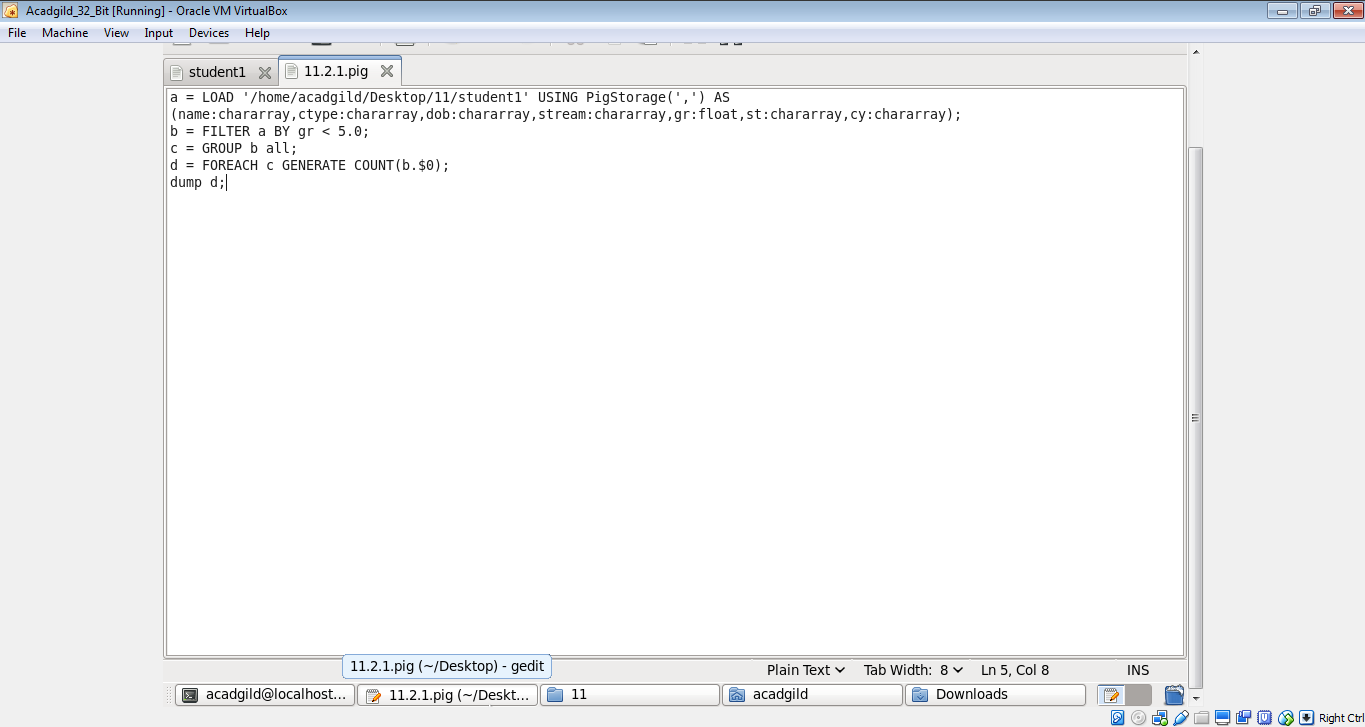 Acadgild_32_Bit [Running] - Oracle VM VirtualBox
File Machine View Input Devices Help
student1 11.2.1.pig
a = LOAD '/home/acadgild/Desktop/11/student1' USING PigStorage(',') AS
(name:chararray,ctype:chararray,dob:chararray,stream:chararray,gr:float,st:chararray,cy:chararray);
b = FILTER a BY gr < 5.0;
c = GROUP b all;
d = FOREACH c GENERATE COUNT(b.$0);
dump d;
11.2.1.pig (~/Desktop) - gedit
Plain Text Tab Width: 8 Ln 5, Col 8 INS
acadgild@localhost... 11.2.1.pig (~/Deskt... 11 acadgild Downloads
Right Ctrl